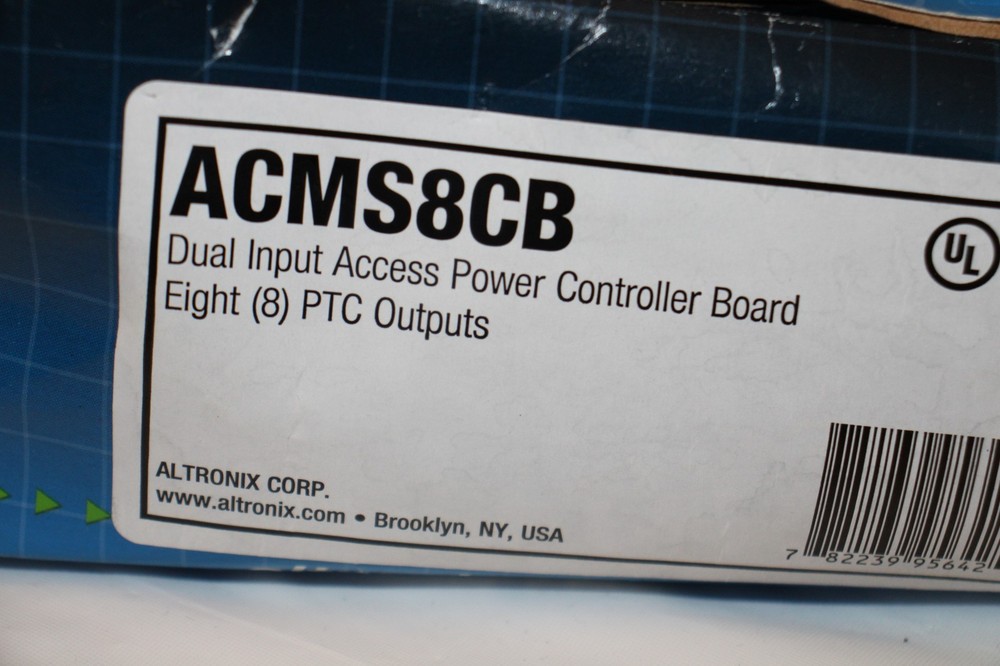 ACMS8CB
UL
Dual Input Access Power Controller Board
Eight (8) PTC Outputs
ALTRONIX CORP.
www.altronix.com • Brooklyn, NY, USA
7 82239 95642